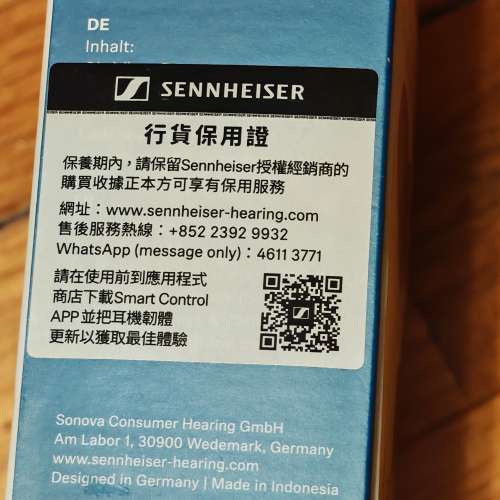 DE
Inhalt:
SENNHEISER
行貨保用證
保養期內，請保留Sennheiser授權經銷商的
購買收據正本方可享有保用服務
網址：www.sennheiser-hearing.com
售後服務熱線：+852 2392 9932
WhatsApp (message only)：4611 3771
請在使用前到應用程式
商店下載Smart Control
APP並把耳機韌體
更新以獲取最佳體驗
Sonova Consumer Hearing GmbH
Am Labor 1, 30900 Wedemark, Germany
www.sennheiser-hearing.com
Designed in Germany | Made in Indonesia